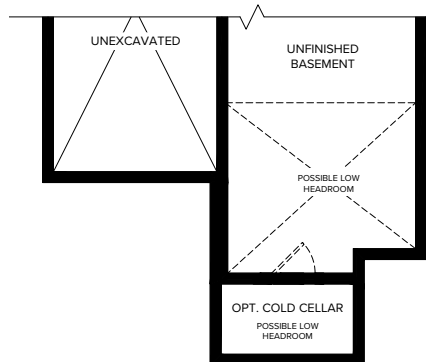 UNEXCAVATED
UNFINISHED
BASEMENT
POSSIBLE LOW
HEADROOM
OPT. COLD CELLAR
POSSIBLE LOW
HEADROOM